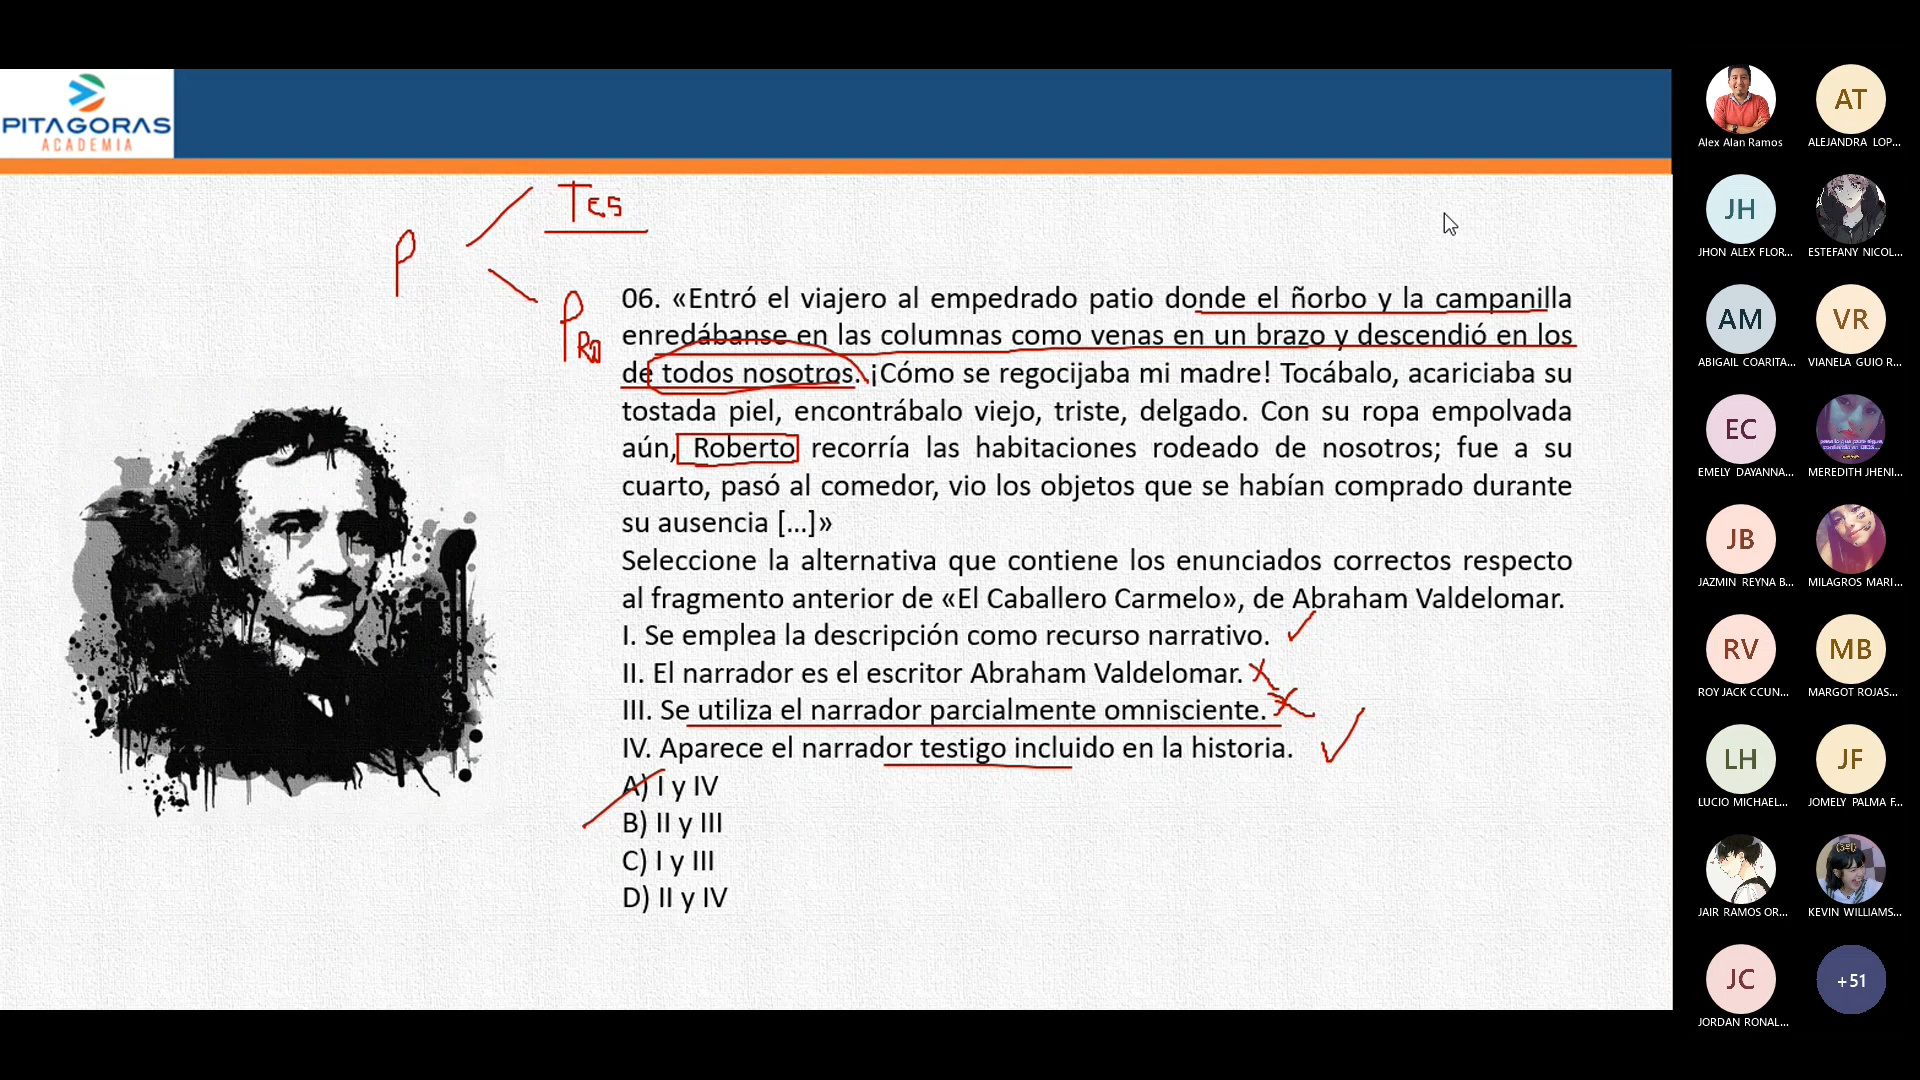 PITAGORAS
ACADEMIA
Tes
P
PRO
06. «Entró el viajero al empedrado patio donde el ñorbo y la campanilla
enredábanse en las columnas como venas en un brazo y descendió en los
de todos nosotros. ¡Cómo se regocijaba mi madre! Tocábalo, acariciaba su
tostada piel, encontrábalo viejo, triste, delgado. Con su ropa empolvada
aún, Roberto recorría las habitaciones rodeado de nosotros; fue a su
cuarto, pasó al comedor, vio los objetos que se habían comprado durante
su ausencia [...]»
Seleccione la alternativa que contiene los enunciados correctos respecto
al fragmento anterior de «El Caballero Carmelo», de Abraham Valdelomar.
I. Se emplea la descripción como recurso narrativo.
II. El narrador es el escritor Abraham Valdelomar.
III. Se utiliza el narrador parcialmente omnisciente.
IV. Aparece el narrador testigo incluido en la historia.
A) I y IV
B) II y III
C) I y III
D) II y IV
Alex Alan Ramos
AT
ALEJANDRA LOP...
JH
JHON ALEX FLOR...
ESTEFANY NICOL...
AM
ABIGAIL COARITA...
VR
VIANELA GUIO R...
EC
EMELY DAYANNA...
MEREDITH JHENI...
JB
JAZMIN REYNA B...
MILAGROS MARI...
RV
ROY JACK CCUN...
MB
MARGOT ROJAS...
LH
LUCIO MICHAEL...
JF
JOMELY PALMA F...
JAIR RAMOS OR...
KEVIN WILLIAMS...
JC
JORDAN RONAL...
+51